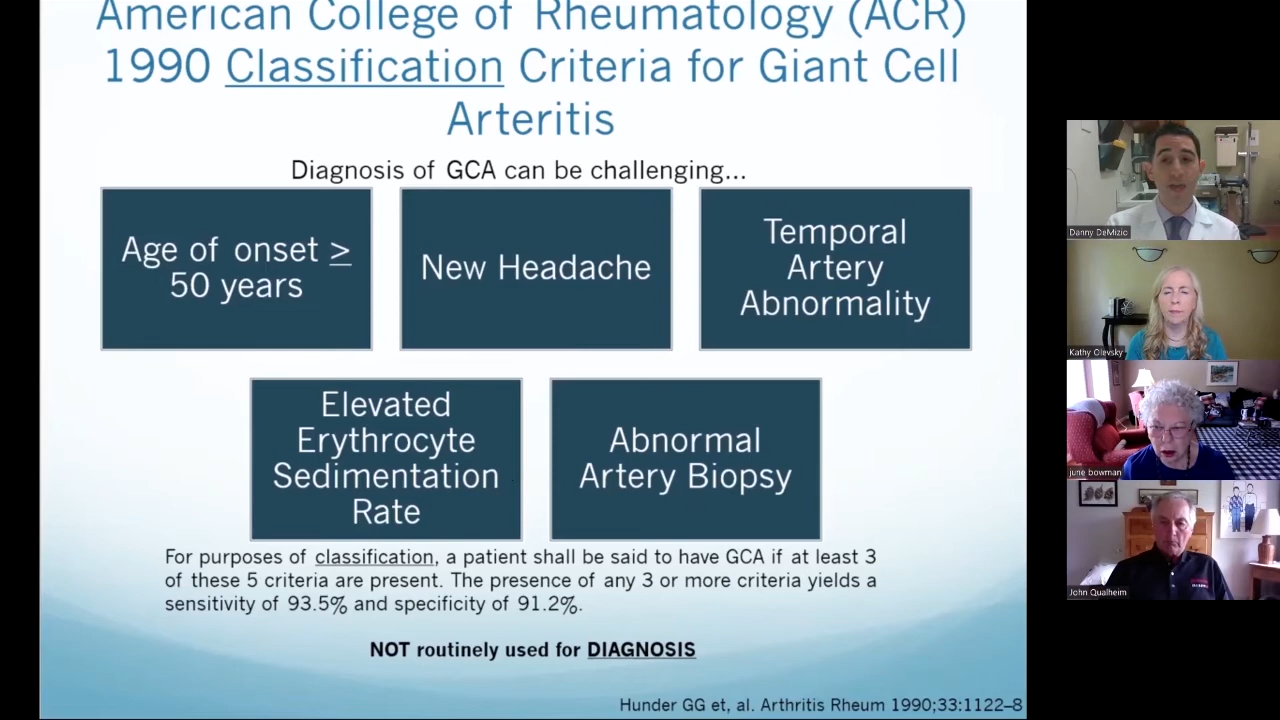 American College of Rheumatology (ACR)
1990 Classification Criteria for Giant Cell
Arteritis
Diagnosis of GCA can be challenging...
Age of onset ≥
50 years
New Headache
Temporal
Artery
Abnormality
Elevated
Erythrocyte
Sedimentation
Rate
Abnormal
Artery Biopsy
For purposes of classification, a patient shall be said to have GCA if at least 3
of these 5 criteria are present. The presence of any 3 or more criteria yields a
sensitivity of 93.5% and specificity of 91.2%.
NOT routinely used for DIAGNOSIS
Hunder GG et, al. Arthritis Rheum 1990;33:1122–8
Danny DeMizio
Kathy Olevsky
june bowman
John Qualheim